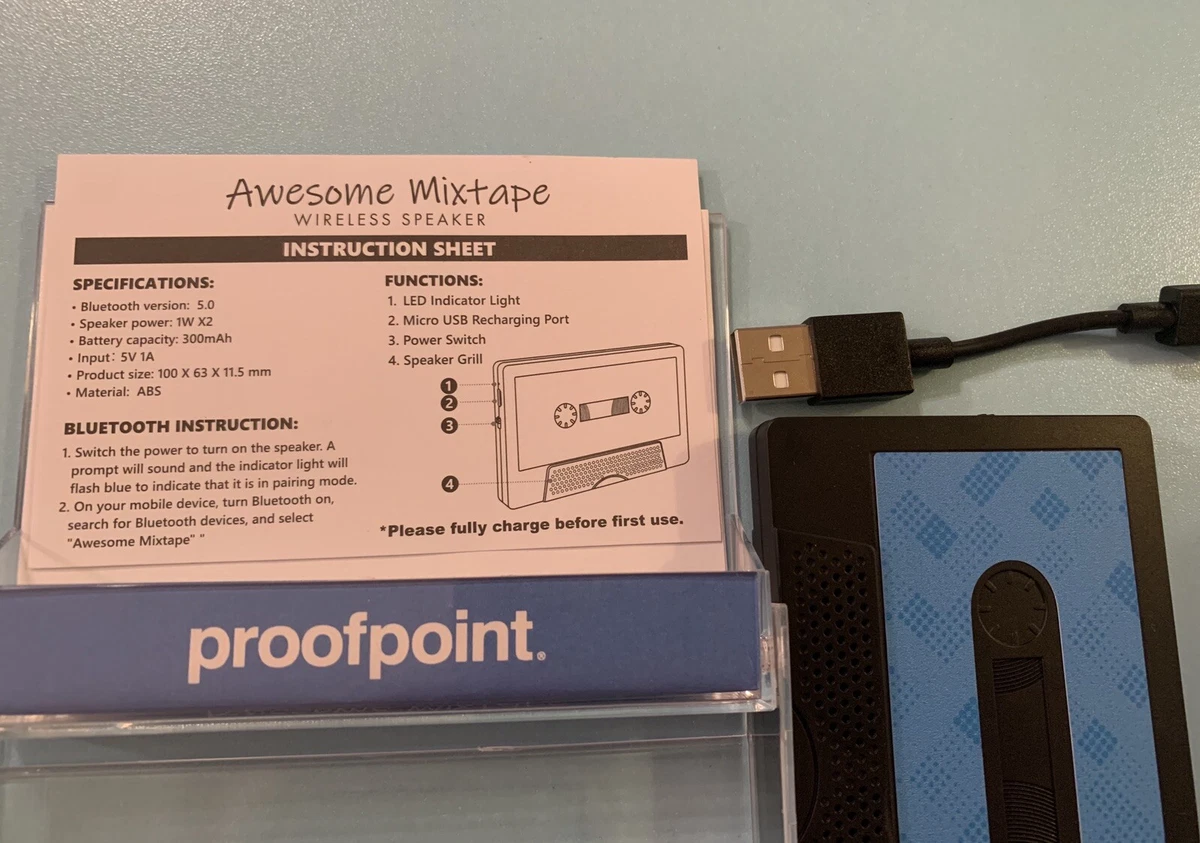 Awesome Mixtape
WIRELESS SPEAKER
INSTRUCTION SHEET
SPECIFICATIONS:
• Bluetooth version: 5.0
• Speaker power: 1W X2
• Battery capacity: 300mAh
• Input: 5V 1A
• Product size: 100 X 63 X 11.5 mm
• Material: ABS
BLUETOOTH INSTRUCTION:
1. Switch the power to turn on the speaker. A
prompt will sound and the indicator light will
flash blue to indicate that it is in pairing mode.
2. On your mobile device, turn Bluetooth on,
search for Bluetooth devices, and select
"Awesome Mixtape" "
FUNCTIONS:
1. LED Indicator Light
2. Micro USB Recharging Port
3. Power Switch
4. Speaker Grill
1
2
3
4
*Please fully charge before first use.
proofpoint®